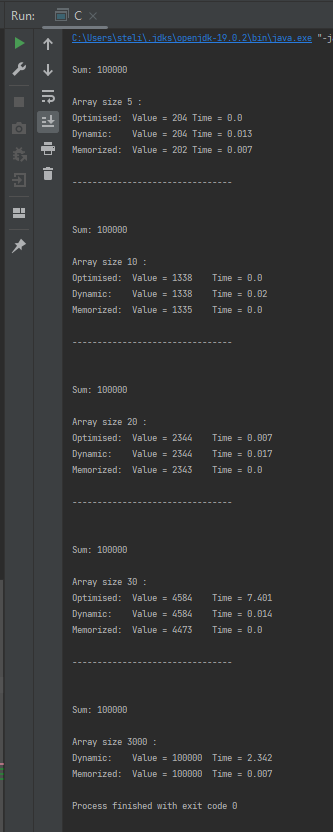 Run: C
C:\Users\steli\.jdks\openjdk-19.0.2\bin\java.exe "-j
Sum: 100000
Array size 5 :
Optimised: Value = 204 Time = 0.0
Dynamic: Value = 204 Time = 0.013
Memorized: Value = 202 Time = 0.007
--------------------------------
Sum: 100000
Array size 10 :
Optimised: Value = 1338 Time = 0.0
Dynamic: Value = 1338 Time = 0.02
Memorized: Value = 1335 Time = 0.0
--------------------------------
Sum: 100000
Array size 20 :
Optimised: Value = 2344 Time = 0.007
Dynamic: Value = 2344 Time = 0.017
Memorized: Value = 2343 Time = 0.0
--------------------------------
Sum: 100000
Array size 30 :
Optimised: Value = 4584 Time = 7.401
Dynamic: Value = 4584 Time = 0.014
Memorized: Value = 4473 Time = 0.0
--------------------------------
Sum: 100000
Array size 3000 :
Dynamic: Value = 100000 Time = 2.342
Memorized: Value = 100000 Time = 0.007
Process finished with exit code 0